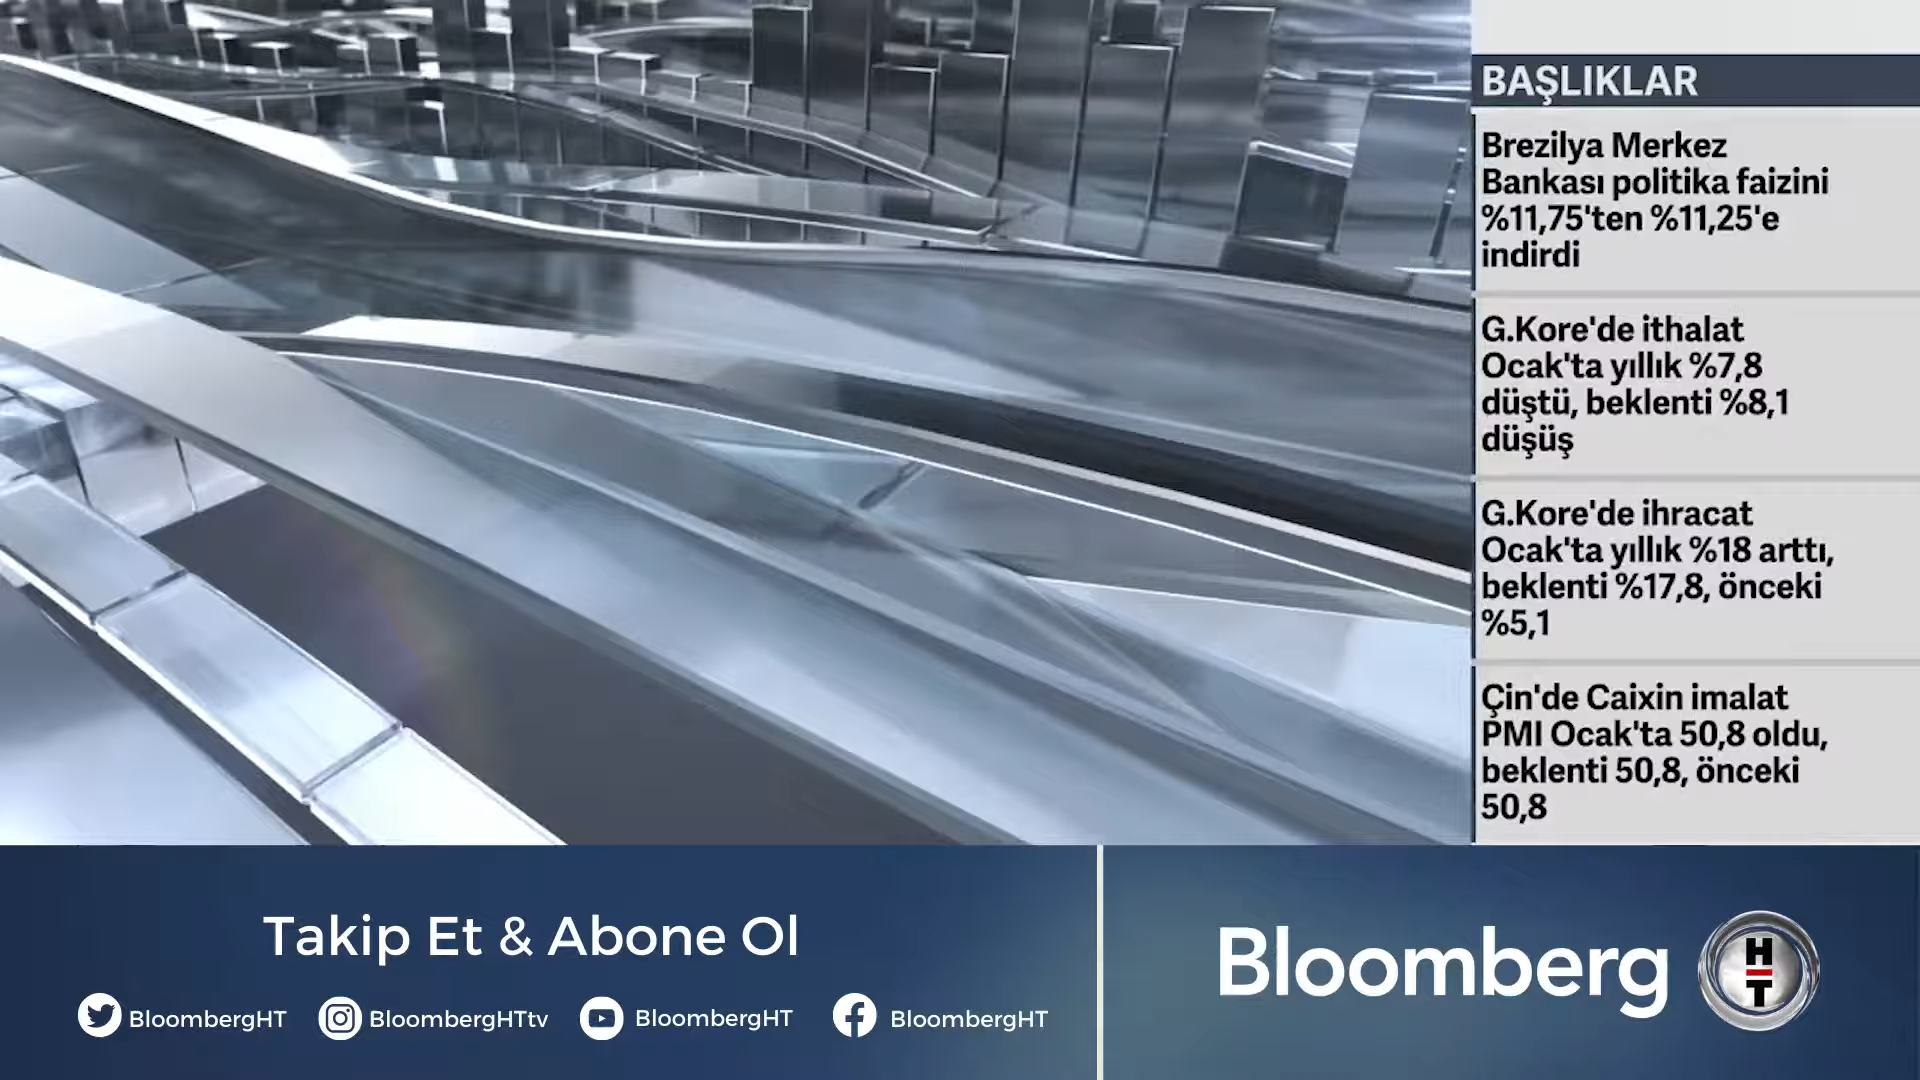 BAŞLIKLAR
Brezilya Merkez
Bankası politika faizini
%11,75'ten %11,25'e
indirdi
G.Kore'de ithalat
Ocak'ta yıllık %7,8
düştü, beklenti %8,1
düşüş
G.Kore'de ihracat
Ocak'ta yıllık %18 arttı,
beklenti %17,8, önceki
%5,1
Çin'de Caixin imalat
PMI Ocak'ta 50,8 oldu,
beklenti 50,8, önceki
50,8
Takip Et & Abone Ol
BloombergHT BloombergHTtv BloombergHT BloombergHT
Bloomberg HT